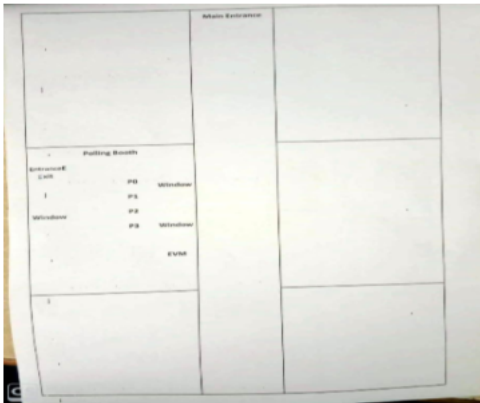 Main Entrance
Polling Booth
Entrance/
Exit
P0
Window
P1
P2
Window
P3
Window
EVM